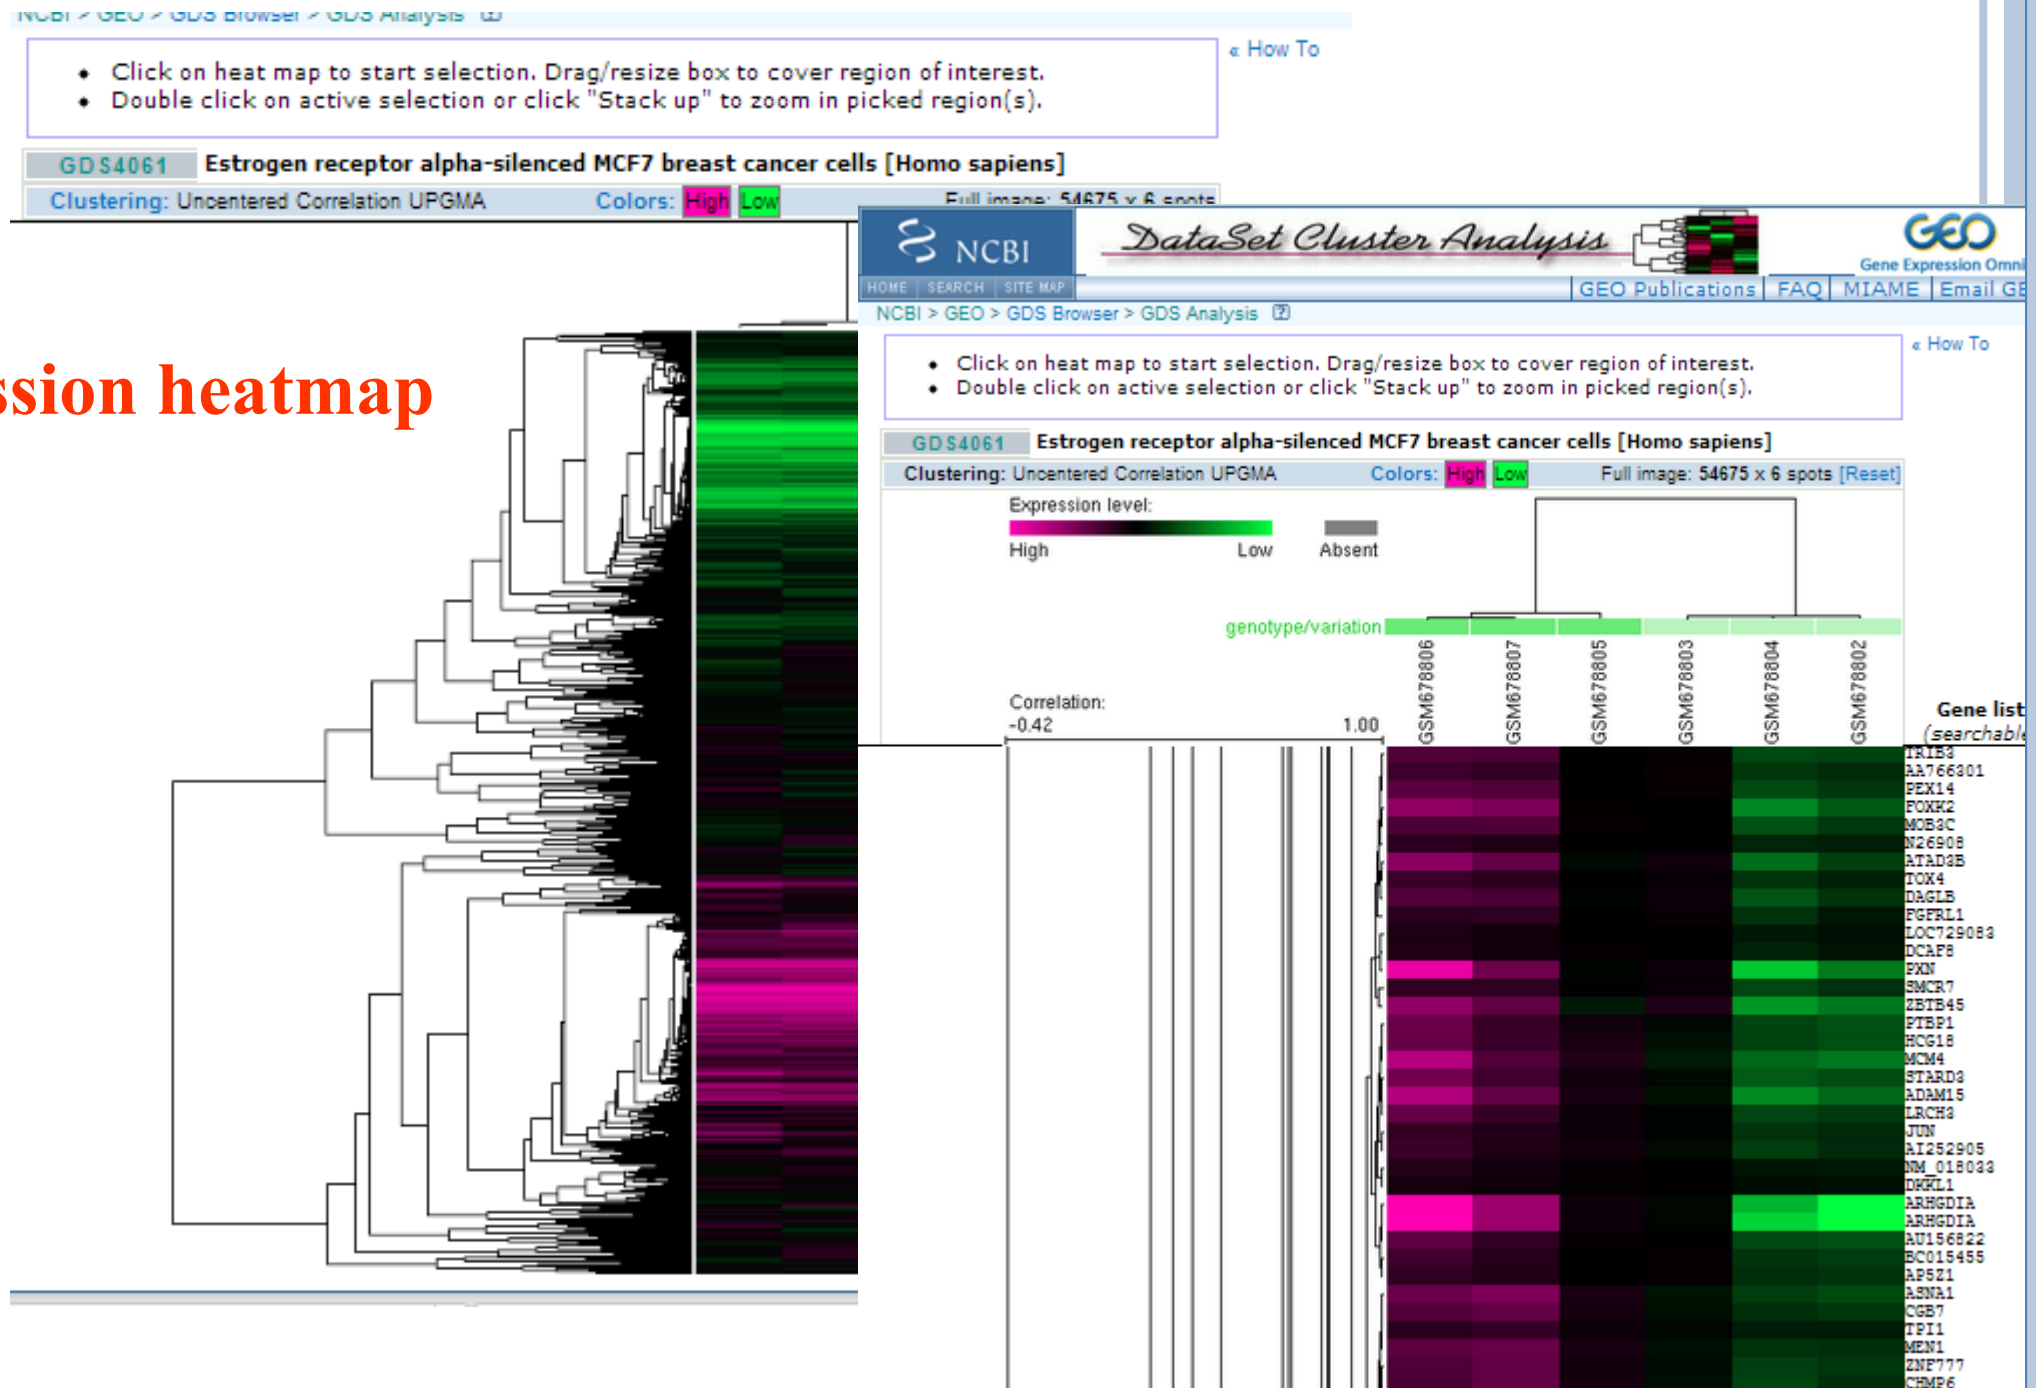 NCBI > GEO > GDS Browser > GDS Analysis
« How To
• Click on heat map to start selection. Drag/resize box to cover region of interest.
• Double click on active selection or click "Stack up" to zoom in picked region(s).
GDS4061 Estrogen receptor alpha-silenced MCF7 breast cancer cells [Homo sapiens]
Clustering: Uncentered Correlation UPGMA Colors: High Low Full image: 54675 x 6 spots
ssion heatmap
NCBI DataSet Cluster Analysis GEO
Gene Expression Omni
HOME SEARCH SITE MAP GEO Publications FAQ MIAME Email GE
NCBI > GEO > GDS Browser > GDS Analysis ?
« How To
• Click on heat map to start selection. Drag/resize box to cover region of interest.
• Double click on active selection or click "Stack up" to zoom in picked region(s).
GDS4061 Estrogen receptor alpha-silenced MCF7 breast cancer cells [Homo sapiens]
Clustering: Uncentered Correlation UPGMA Colors: High Low Full image: 54675 x 6 spots [Reset]
Expression level:
High Low Absent
genotype/variation
GSM678806
GSM678807
GSM678805
GSM678803
GSM678804
GSM678802
Correlation:
-0.42 1.00
Gene list
(searchable
TRIB3
AA766301
PEX14
FOXK2
MOB3C
N26908
ATAD3B
TOX4
DAGLB
FGFRL1
LOC729083
DCAF8
PXN
SMCR7
ZBTB45
PTBP1
HCG18
MCM4
STARD3
ADAM15
LRCH3
JUN
AI252905
NM_018033
DKKL1
ARHGDIA
ARHGDIA
AU156822
BC015455
AP5Z1
ASNA1
CGB7
TPI1
MEN1
ZNF777
CHMP6